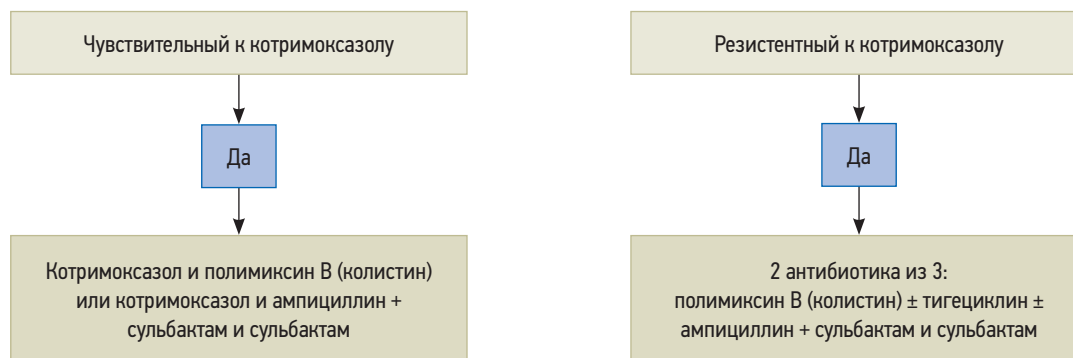 Чувствительный к котримоксазолу
Да
Котримоксазол и полимиксин В (колистин)
или котримоксазол и ампициллин +
сульбактам и сульбактам
Резистентный к котримоксазолу
Да
2 антибиотика из 3:
полимиксин В (колистин) ± тигециклин ±
ампициллин + сульбактам и сульбактам